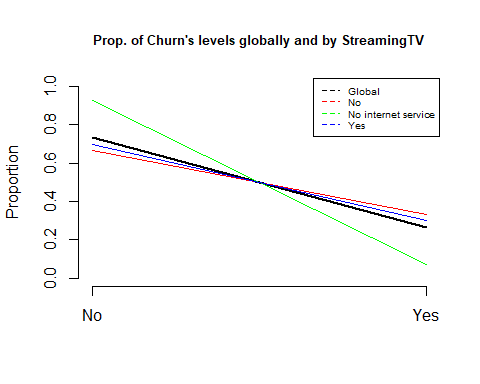 Prop. of Churn's levels globally and by StreamingTV
Global
No
No internet service
Yes
Proportion
1.0
0.8
0.6
0.4
0.2
0.0
No
Yes